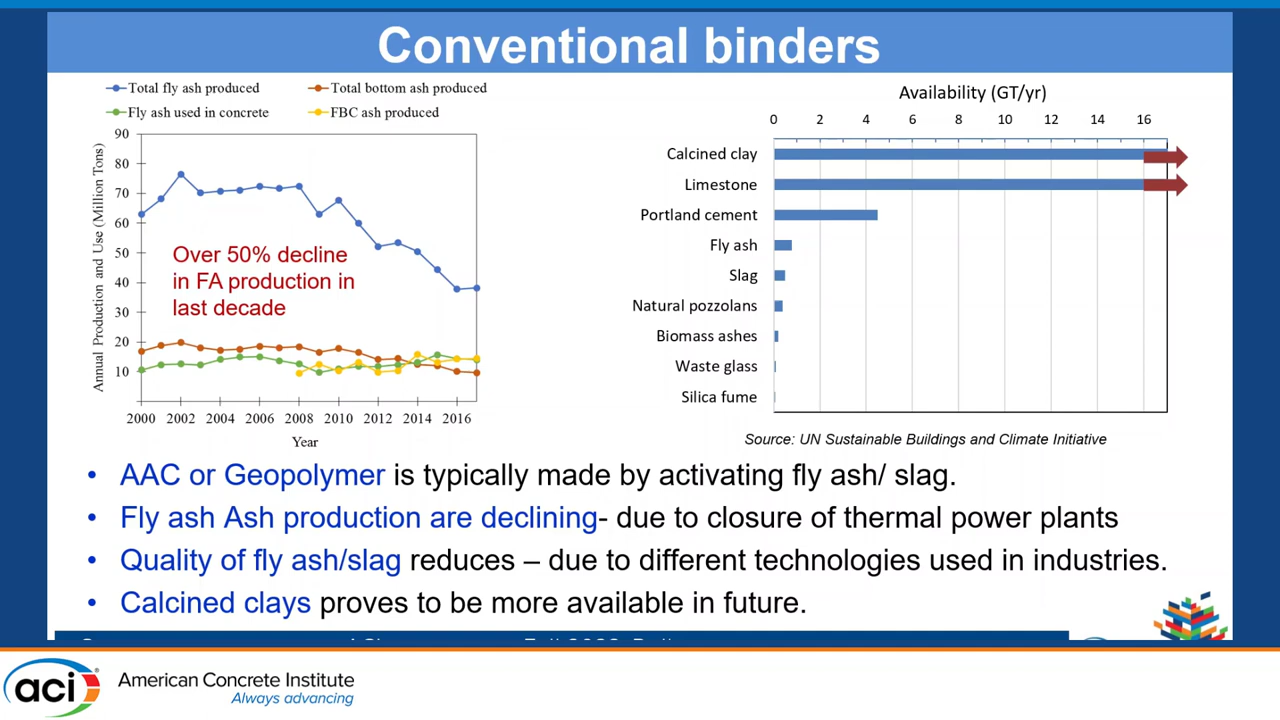 Conventional binders
Total fly ash produced
Total bottom ash produced
Fly ash used in concrete
FBC ash produced
Annual Production and Use (Million Tons)
90
80
70
60
50
40
30
20
10
Over 50% decline
in FA production in
last decade
2000 2002 2004 2006 2008 2010 2012 2014 2016
Year
Availability (GT/yr)
0 2 4 6 8 10 12 14 16
Calcined clay
Limestone
Portland cement
Fly ash
Slag
Natural pozzolans
Biomass ashes
Waste glass
Silica fume
Source: UN Sustainable Buildings and Climate Initiative
• AAC or Geopolymer is typically made by activating fly ash/ slag.
• Fly ash Ash production are declining- due to closure of thermal power plants
• Quality of fly ash/slag reduces – due to different technologies used in industries.
• Calcined clays proves to be more available in future.
aci®
American Concrete Institute
Always advancing